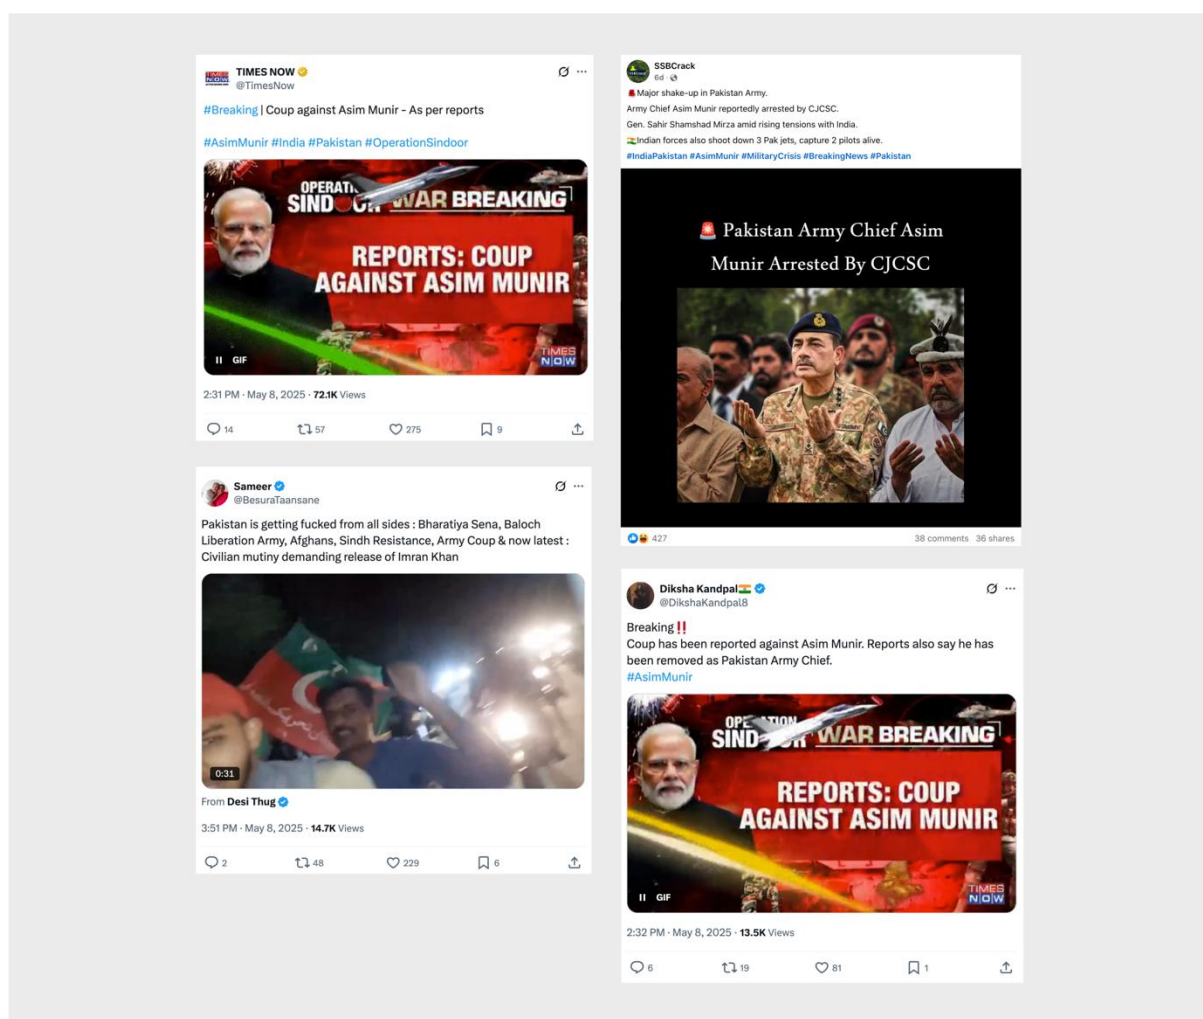 TIMES NOW
@TimesNow
#Breaking | Coup against Asim Munir - As per reports
#AsimMunir #India #Pakistan #OperationSindoor
WAR BREAKING
REPORTS: COUP
AGAINST ASIM MUNIR
GIF
TIMES
NOW
2:31 PM · May 8, 2025 · 72.1K Views
14 57 275 9
Sameer
@BesuraTaansane
Pakistan is getting fucked from all sides : Bharatiya Sena, Baloch
Liberation Army, Afghans, Sindh Resistance, Army Coup & now latest :
Civilian mutiny demanding release of Imran Khan
0:31
From Desi Thug
3:51 PM · May 8, 2025 · 14.7K Views
2 48 229 6
SSBCrack
6d ·
🚨Major shake-up in Pakistan Army.
Army Chief Asim Munir reportedly arrested by CJCSC.
Gen. Sahir Shamshad Mirza amid rising tensions with India.
🇮🇳Indian forces also shoot down 3 Pak jets, capture 2 pilots alive.
#IndiaPakistan #AsimMunir #MilitaryCrisis #BreakingNews #Pakistan
🚨 Pakistan Army Chief Asim
Munir Arrested By CJCSC
427 38 comments 36 shares
Diksha Kandpal🇮🇳
@DikshaKandpal8
Breaking‼️
Coup has been reported against Asim Munir. Reports also say he has
been removed as Pakistan Army Chief.
#AsimMunir
WAR BREAKING
REPORTS: COUP
AGAINST ASIM MUNIR
GIF
TIMES
NOW
2:32 PM · May 8, 2025 · 13.5K Views
6 19 81 1